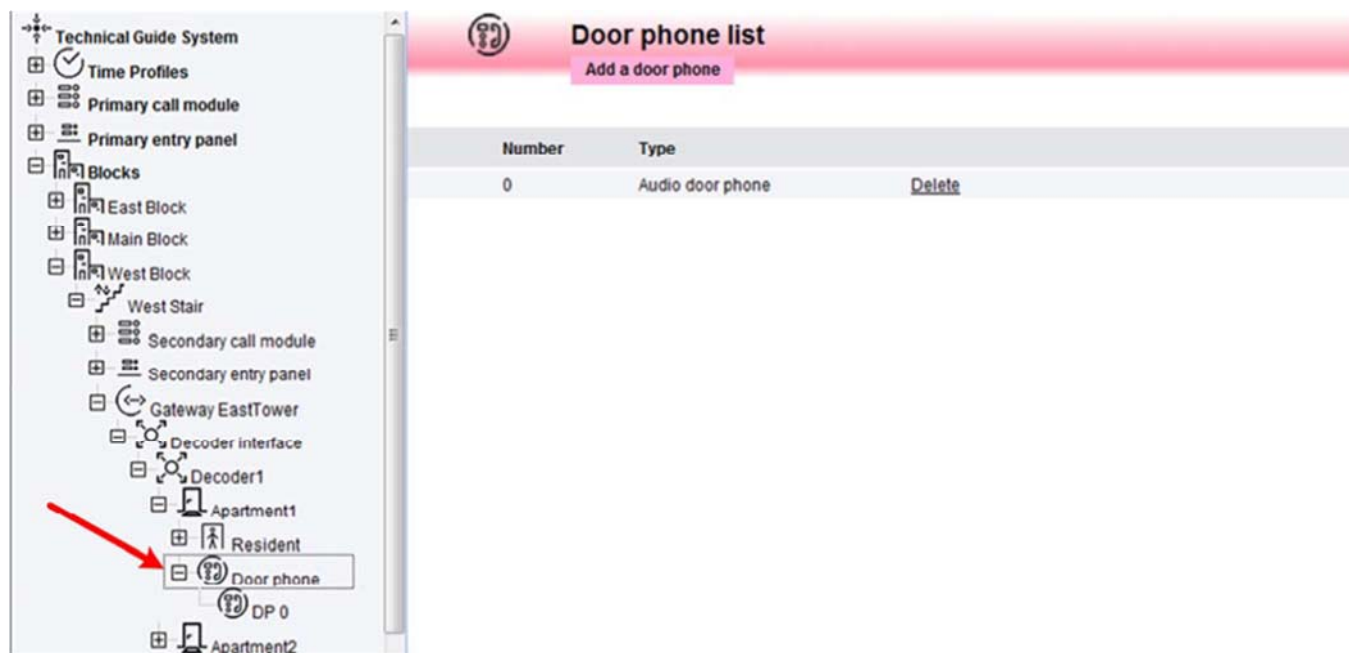 Technical Guide System
Time Profiles
Primary call module
Primary entry panel
Blocks
East Block
Main Block
West Block
West Stair
Secondary call module
Secondary entry panel
Gateway EastTower
Decoder interface
Decoder1
Apartment1
Resident
Door phone
DP 0
Apartment2
Door phone list
Add a door phone
Number Type
0 Audio door phone Delete